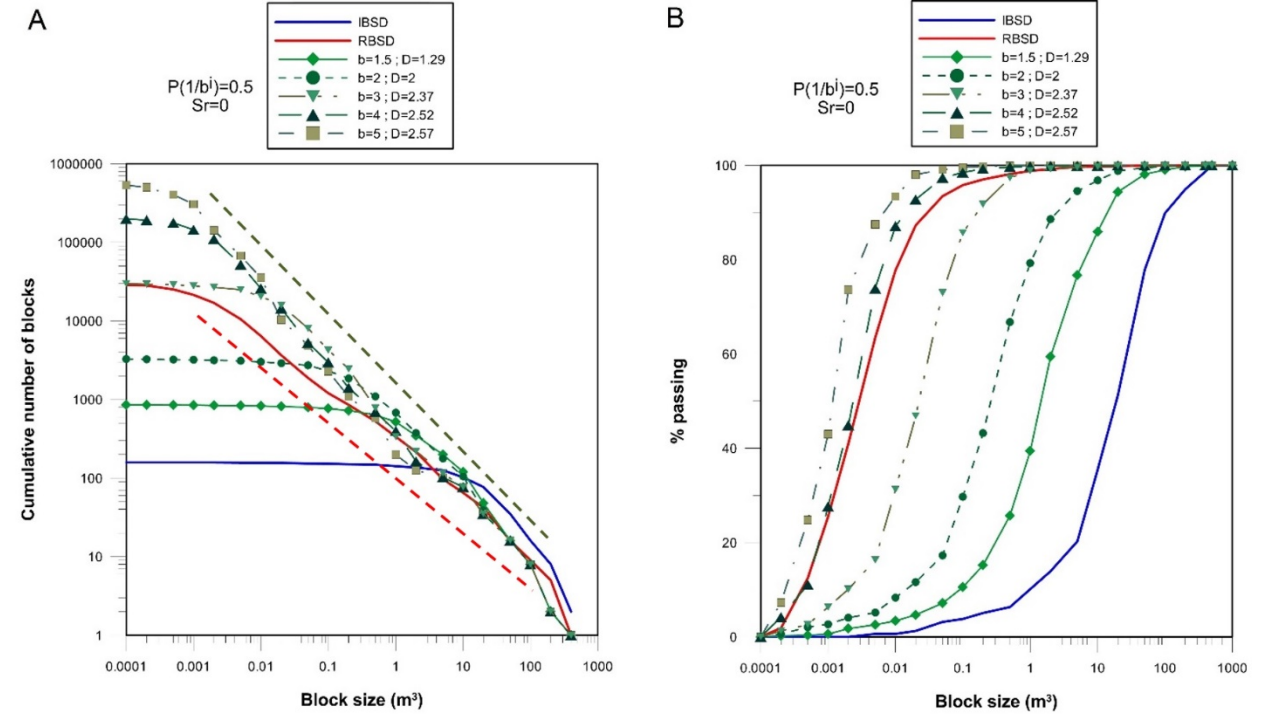 A
IBSD
RBSD
b=1.5 ; D=1.29
b=2 ; D=2
b=3 ; D=2.37
b=4 ; D=2.52
b=5 ; D=2.57
P(1/bⁱ)=0.5
Sr=0
1000000
100000
10000
1000
100
10
1
Cumulative number of blocks
0.0001 0.001 0.01 0.1 1 10 100 1000
Block size (m³)
B
IBSD
RBSD
b=1.5 ; D=1.29
b=2 ; D=2
b=3 ; D=2.37
b=4 ; D=2.52
b=5 ; D=2.57
P(1/bⁱ)=0.5
Sr=0
100
80
60
40
20
0
% passing
0.0001 0.001 0.01 0.1 1 10 100 1000
Block size (m³)